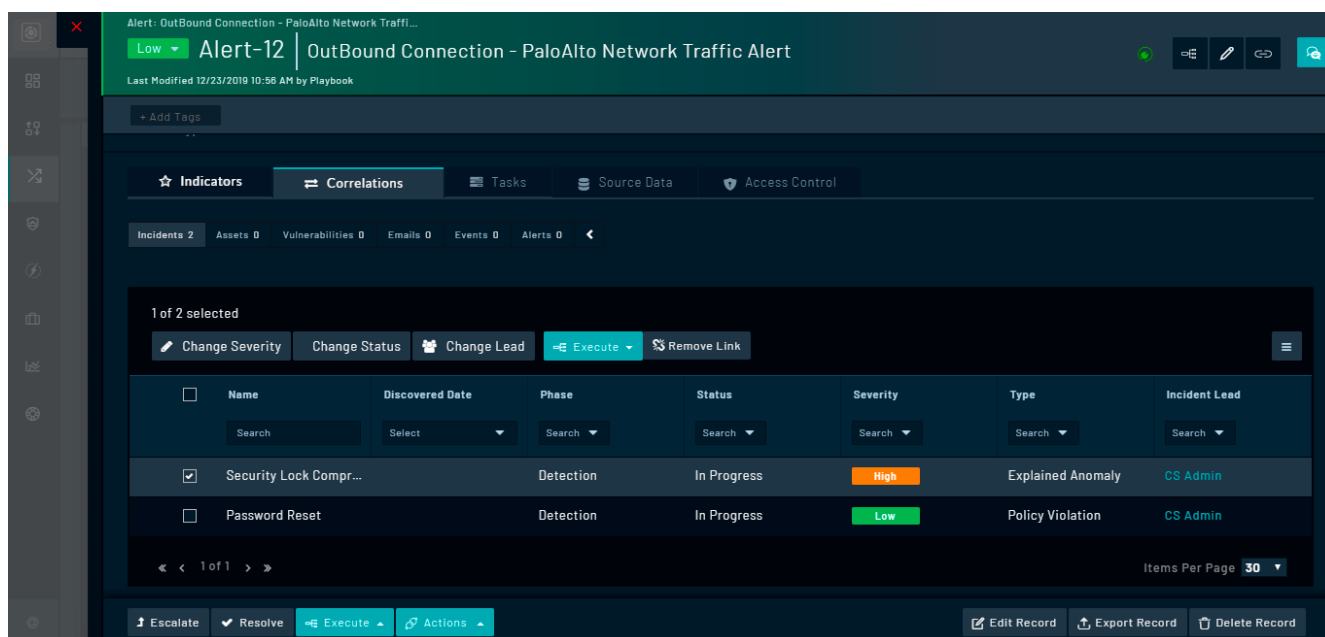 Alert: OutBound Connection - PaloAlto Network Traffi...
Low Alert-12 OutBound Connection - PaloAlto Network Traffic Alert
Last Modified 12/23/2019 10:56 AM by Playbook
+ Add Tags
Indicators Correlations Tasks Source Data Access Control
Incidents 2 Assets 0 Vulnerabilities 0 Emails 0 Events 0 Alerts 0
1 of 2 selected
Change Severity Change Status Change Lead Execute Remove Link
Name Discovered Date Phase Status Severity Type Incident Lead
Search Select Search Search Search Search Search
Security Lock Compr... Detection In Progress High Explained Anomaly CS Admin
Password Reset Detection In Progress Low Policy Violation CS Admin
« < 1 of 1 > » Items Per Page 30
Escalate Resolve Execute Actions Edit Record Export Record Delete Record